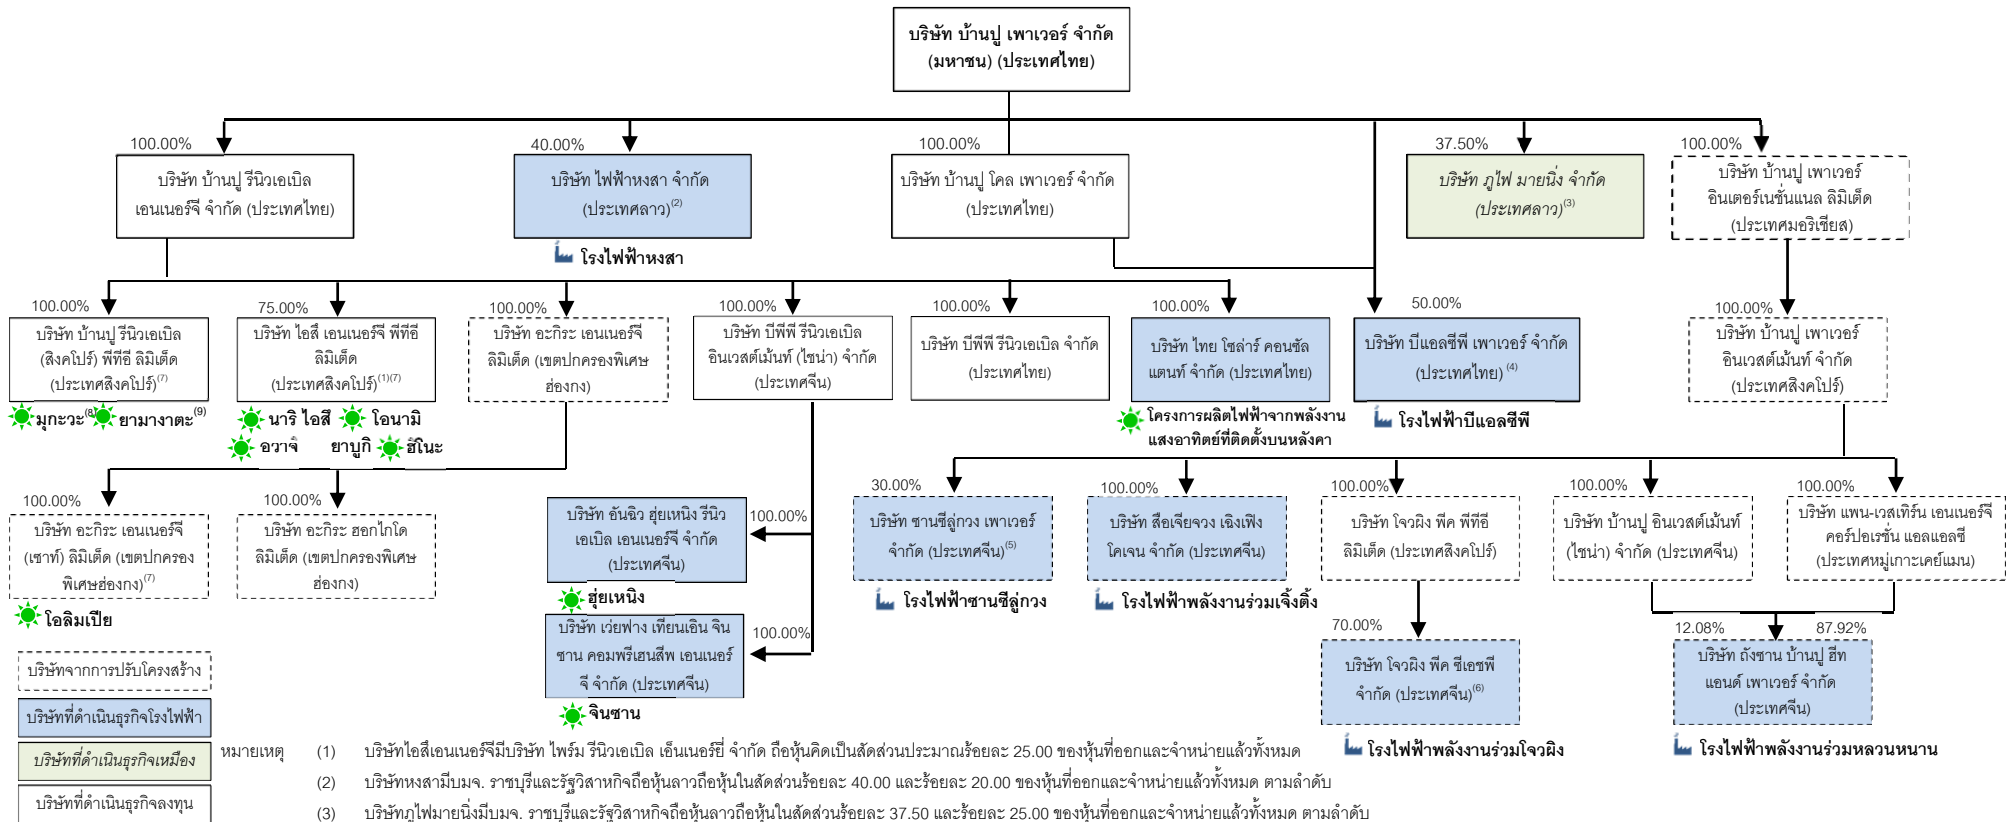 บริษัท บ้านปู เพาเวอร์ จำกัด
(มหาชน) (ประเทศไทย)
100.00%
บริษัท บ้านปู รีนิวเอเบิล
เอนเนอร์จี จำกัด (ประเทศไทย)
40.00%
บริษัท ไฟฟ้าหงสา จำกัด
(ประเทศลาว)(2)
โรงไฟฟ้าหงสา
100.00%
บริษัท บ้านปู โคล เพาเวอร์ จำกัด
(ประเทศไทย)
37.50%
บริษัท ภูไฟ มายนิ่ง จำกัด
(ประเทศลาว)(3)
100.00%
บริษัท บ้านปู เพาเวอร์
อินเตอร์เนชั่นแนล ลิมิเต็ด
(ประเทศมอริเชียส)
100.00%
บริษัท บ้านปู รีนิวเอเบิล
(สิงคโปร์) พีทีอี ลิมิเต็ด
(ประเทศสิงคโปร์)(7)
มุกะวะ(8) ยามางาตะ(9)
75.00%
บริษัท ไอสึ เอนเนอร์จี พีทีอี
ลิมิเต็ด
(ประเทศสิงคโปร์)(1)(7)
นาริ ไอสึ โอนามิ
อวาจิ ยาบูกิ ฮิโนะ
100.00%
บริษัท อะกิระ เอนเนอร์จี
ลิมิเต็ด (เขตปกครองพิเศษ
ฮ่องกง)
100.00%
บริษัท บีพีพี รีนิวเอเบิล
อินเวสต์เม้นท์ (ไชน่า) จำกัด
(ประเทศจีน)
100.00%
บริษัท บีพีพี รีนิวเอเบิล จำกัด
(ประเทศไทย)
100.00%
บริษัท ไทย โซล่าร์ คอนซัล
แตนท์ จำกัด (ประเทศไทย)
โครงการผลิตไฟฟ้าจากพลังงาน
แสงอาทิตย์ที่ติดตั้งบนหลังคา
50.00%
บริษัท บีแอลซีพี เพาเวอร์ จำกัด
(ประเทศไทย) (4)
โรงไฟฟ้าบีแอลซีพี
100.00%
บริษัท บ้านปู เพาเวอร์
อินเวสต์เม้นท์ จำกัด
(ประเทศสิงคโปร์)
100.00%
บริษัท อะกิระ เอนเนอร์จี
(เซาท์) ลิมิเต็ด (เขตปกครอง
พิเศษฮ่องกง)(7)
โอลิมเปีย
100.00%
บริษัท อะกิระ ฮอกไกโด
ลิมิเต็ด (เขตปกครองพิเศษ
ฮ่องกง)
บริษัท อันฉิว ฮุ่ยเหนิง รีนิว
เอเบิล เอนเนอร์จี จำกัด
(ประเทศจีน)
100.00%
ฮุ่ยเหนิง
บริษัท เว่ยฟาง เทียนเอิน จิน
ซาน คอมพรีเฮนสีพ เอนเนอร์
จี จำกัด (ประเทศจีน)
100.00%
จินซาน
30.00%
บริษัท ซานซีลู่กวง เพาเวอร์
จำกัด (ประเทศจีน)(5)
โรงไฟฟ้าซานซีลู่กวง
100.00%
บริษัท สือเจียจวง เฉิงเฟิง
โคเจน จำกัด (ประเทศจีน)
โรงไฟฟ้าพลังงานร่วมเจิ้งติ้ง
100.00%
บริษัท โจวผิง พีค พีทีอี
ลิมิเต็ด (ประเทศสิงคโปร์)
100.00%
บริษัท บ้านปู อินเวสต์เม้นท์
(ไชน่า) จำกัด (ประเทศจีน)
100.00%
บริษัท แพน-เวสเทิร์น เอนเนอร์จี
คอร์ปอเรชั่น แอลแอลซี
(ประเทศหมู่เกาะเคย์แมน)
70.00%
บริษัท โจวผิง พีค ซีเอชพี
จำกัด (ประเทศจีน)(6)
โรงไฟฟ้าพลังงานร่วมโจวผิง
12.08% 87.92%
บริษัท ถังซาน บ้านปู ฮีท
แอนด์ เพาเวอร์ จำกัด
(ประเทศจีน)
โรงไฟฟ้าพลังงานร่วมหลวนหนาน
บริษัทจากการปรับโครงสร้าง
บริษัทที่ดำเนินธุรกิจโรงไฟฟ้า
บริษัทที่ดำเนินธุรกิจเหมือง
บริษัทที่ดำเนินธุรกิจลงทุน
หมายเหตุ (1) บริษัทไอสึเอนเนอร์จีมีบริษัท ไพร์ม รีนิวเอเบิล เอ็นเนอร์ยี่ จำกัด ถือหุ้นคิดเป็นสัดส่วนประมาณร้อยละ 25.00 ของหุ้นที่ออกและจำหน่ายแล้วทั้งหมด
(2) บริษัทหงสามีบมจ. ราชบุรีและรัฐวิสาหกิจถือหุ้นลาวถือหุ้นในสัดส่วนร้อยละ 40.00 และร้อยละ 20.00 ของหุ้นที่ออกและจำหน่ายแล้วทั้งหมด ตามลำดับ
(3) บริษัทภูไฟมายนิ่งมีบมจ. ราชบุรีและรัฐวิสาหกิจถือหุ้นลาวถือหุ้นในสัดส่วนร้อยละ 37.50 และร้อยละ 25.00 ของหุ้นที่ออกและจำหน่ายแล้วทั้งหมด ตามลำดับ